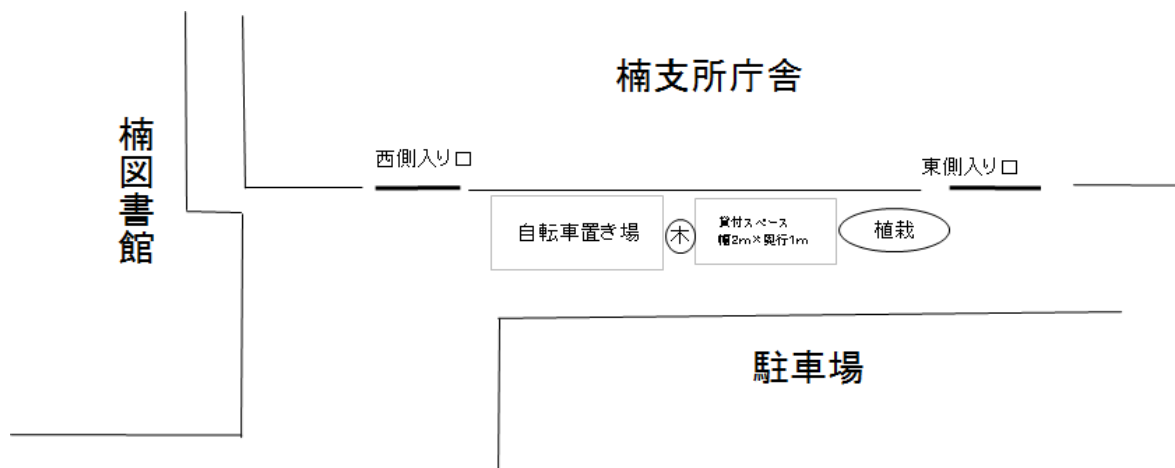 楠支所庁舎
楠図書館
西側入り口
東側入り口
自転車置き場
木
貸付スペース
幅2m×奥行1m
植栽
駐車場